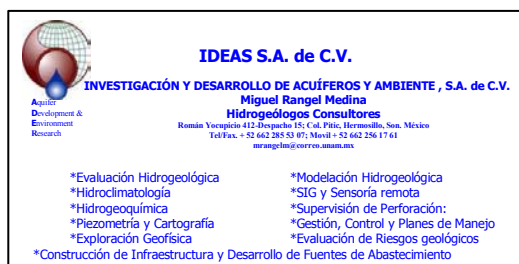 IDEAS S.A. de C.V.
INVESTIGACIÓN Y DESARROLLO DE ACUÍFEROS Y AMBIENTE , S.A. de C.V.
Miguel Rangel Medina
Hidrogeólogos Consultores
Román Yocupicio 412-Despacho 15; Col. Pitic, Hermosillo, Son. México
Tel/Fax. + 52 662 285 53 07; Movil + 52 662 256 17 61
mrangelm@correo.unam.mx
Aquifer
Development &
Environment
Research
*Evaluación Hidrogeológica
*Hidroclimatología
*Hidrogeoquímica
*Piezometría y Cartografía
*Exploración Geofísica
*Modelación Hidrogeológica
*SIG y Sensoría remota
*Supervisión de Perforación:
*Gestión, Control y Planes de Manejo
*Evaluación de Riesgos geológicos
*Construcción de Infraestructura y Desarrollo de Fuentes de Abastecimiento